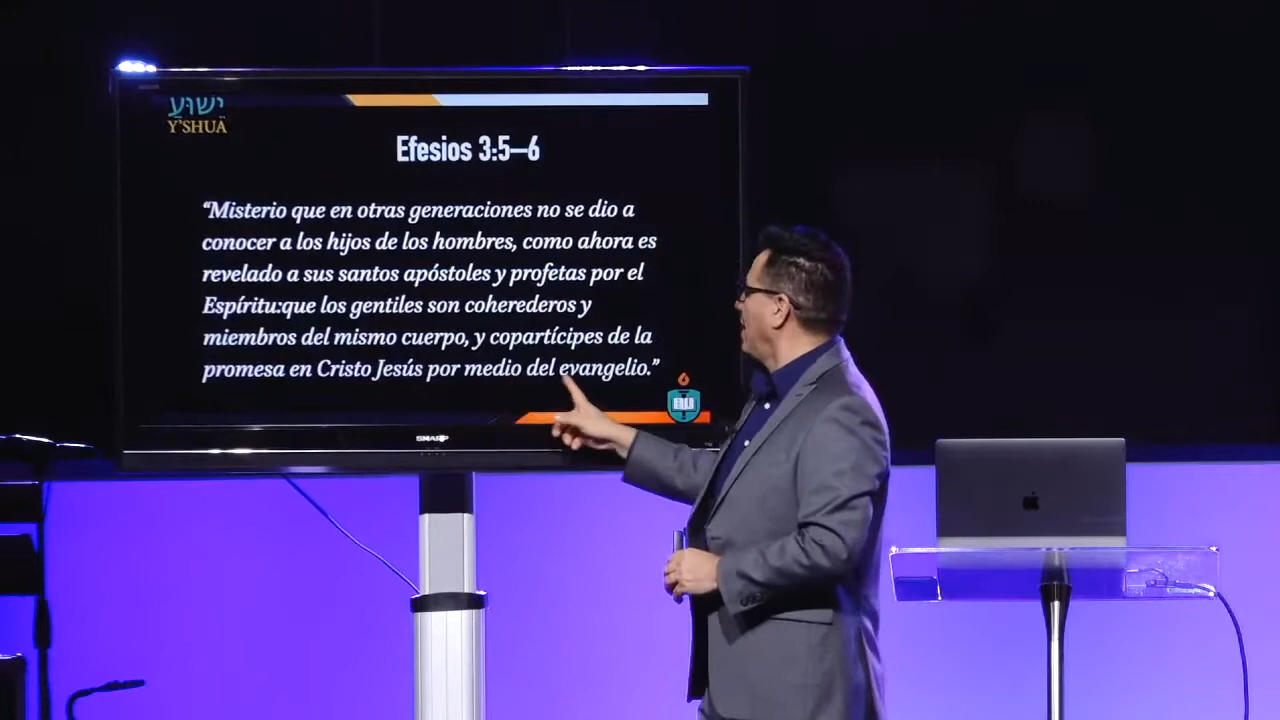 יֵשׁוּעַ
Y'SHUA
Efesios 3:5–6
“Misterio que en otras generaciones no se dio a
conocer a los hijos de los hombres, como ahora es
revelado a sus santos apóstoles y profetas por el
Espíritu:que los gentiles son coherederos y
miembros del mismo cuerpo, y copartícipes de la
promesa en Cristo Jesús por medio del evangelio.”
SHARP